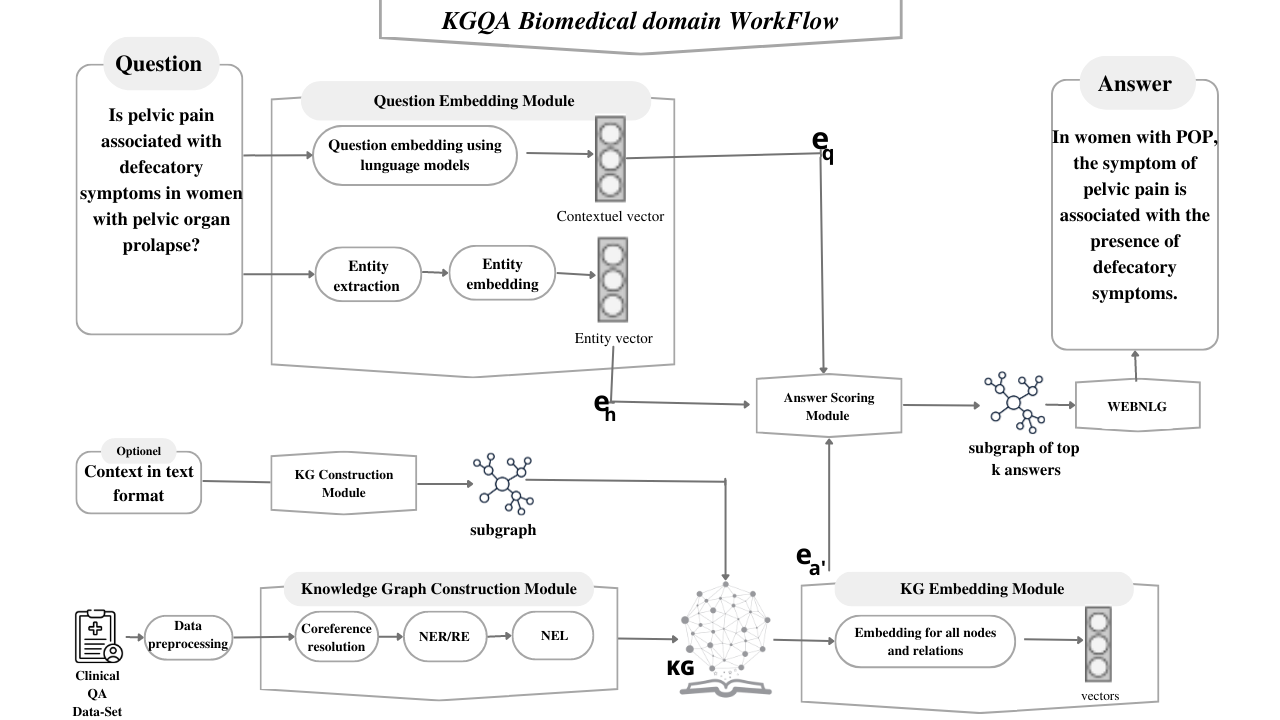 KGQA Biomedical domain WorkFlow
Question
Is pelvic pain
associated with
defecatory
symptoms in women
with pelvic organ
prolapse?
Question Embedding Module
Question embedding using
lunguage models
Contextuel vector
Entity
extraction
Entity
embedding
Entity vector
eq
eh
Answer
In women with POP,
the symptom of
pelvic pain is
associated with the
presence of
defecatory
symptoms.
Answer Scoring
Module
subgraph of top
k answers
WEBNLG
Optionel
Context in text
format
KG Construction
Module
subgraph
ea'
Clinical
QA
Data-Set
Data
preprocessing
Knowledge Graph Construction Module
Coreference
resolution
NER/RE
NEL
KG
KG Embedding Module
Embedding for all nodes
and relations
vectors